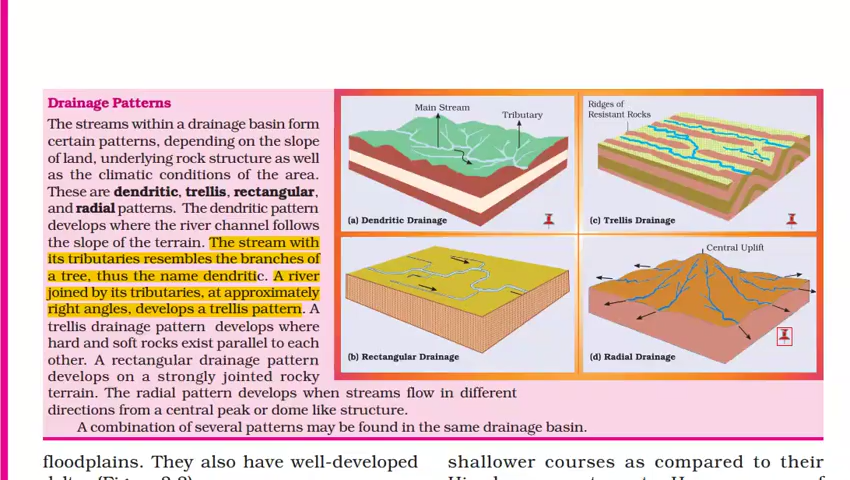 Drainage Patterns
The streams within a drainage basin form
certain patterns, depending on the slope
of land, underlying rock structure as well
as the climatic conditions of the area.
These are dendritic, trellis, rectangular,
and radial patterns. The dendritic pattern
develops where the river channel follows
the slope of the terrain. The stream with
its tributaries resembles the branches of
a tree, thus the name dendritic. A river
joined by its tributaries, at approximately
right angles, develops a trellis pattern. A
trellis drainage pattern develops where
hard and soft rocks exist parallel to each
other. A rectangular drainage pattern
develops on a strongly jointed rocky
terrain. The radial pattern develops when streams flow in different
directions from a central peak or dome like structure.
A combination of several patterns may be found in the same drainage basin.
Main Stream
Tributary
(a) Dendritic Drainage
Ridges of
Resistant Rocks
(c) Trellis Drainage
(b) Rectangular Drainage
Central Uplift
(d) Radial Drainage
floodplains. They also have well-developed
shallower courses as compared to their